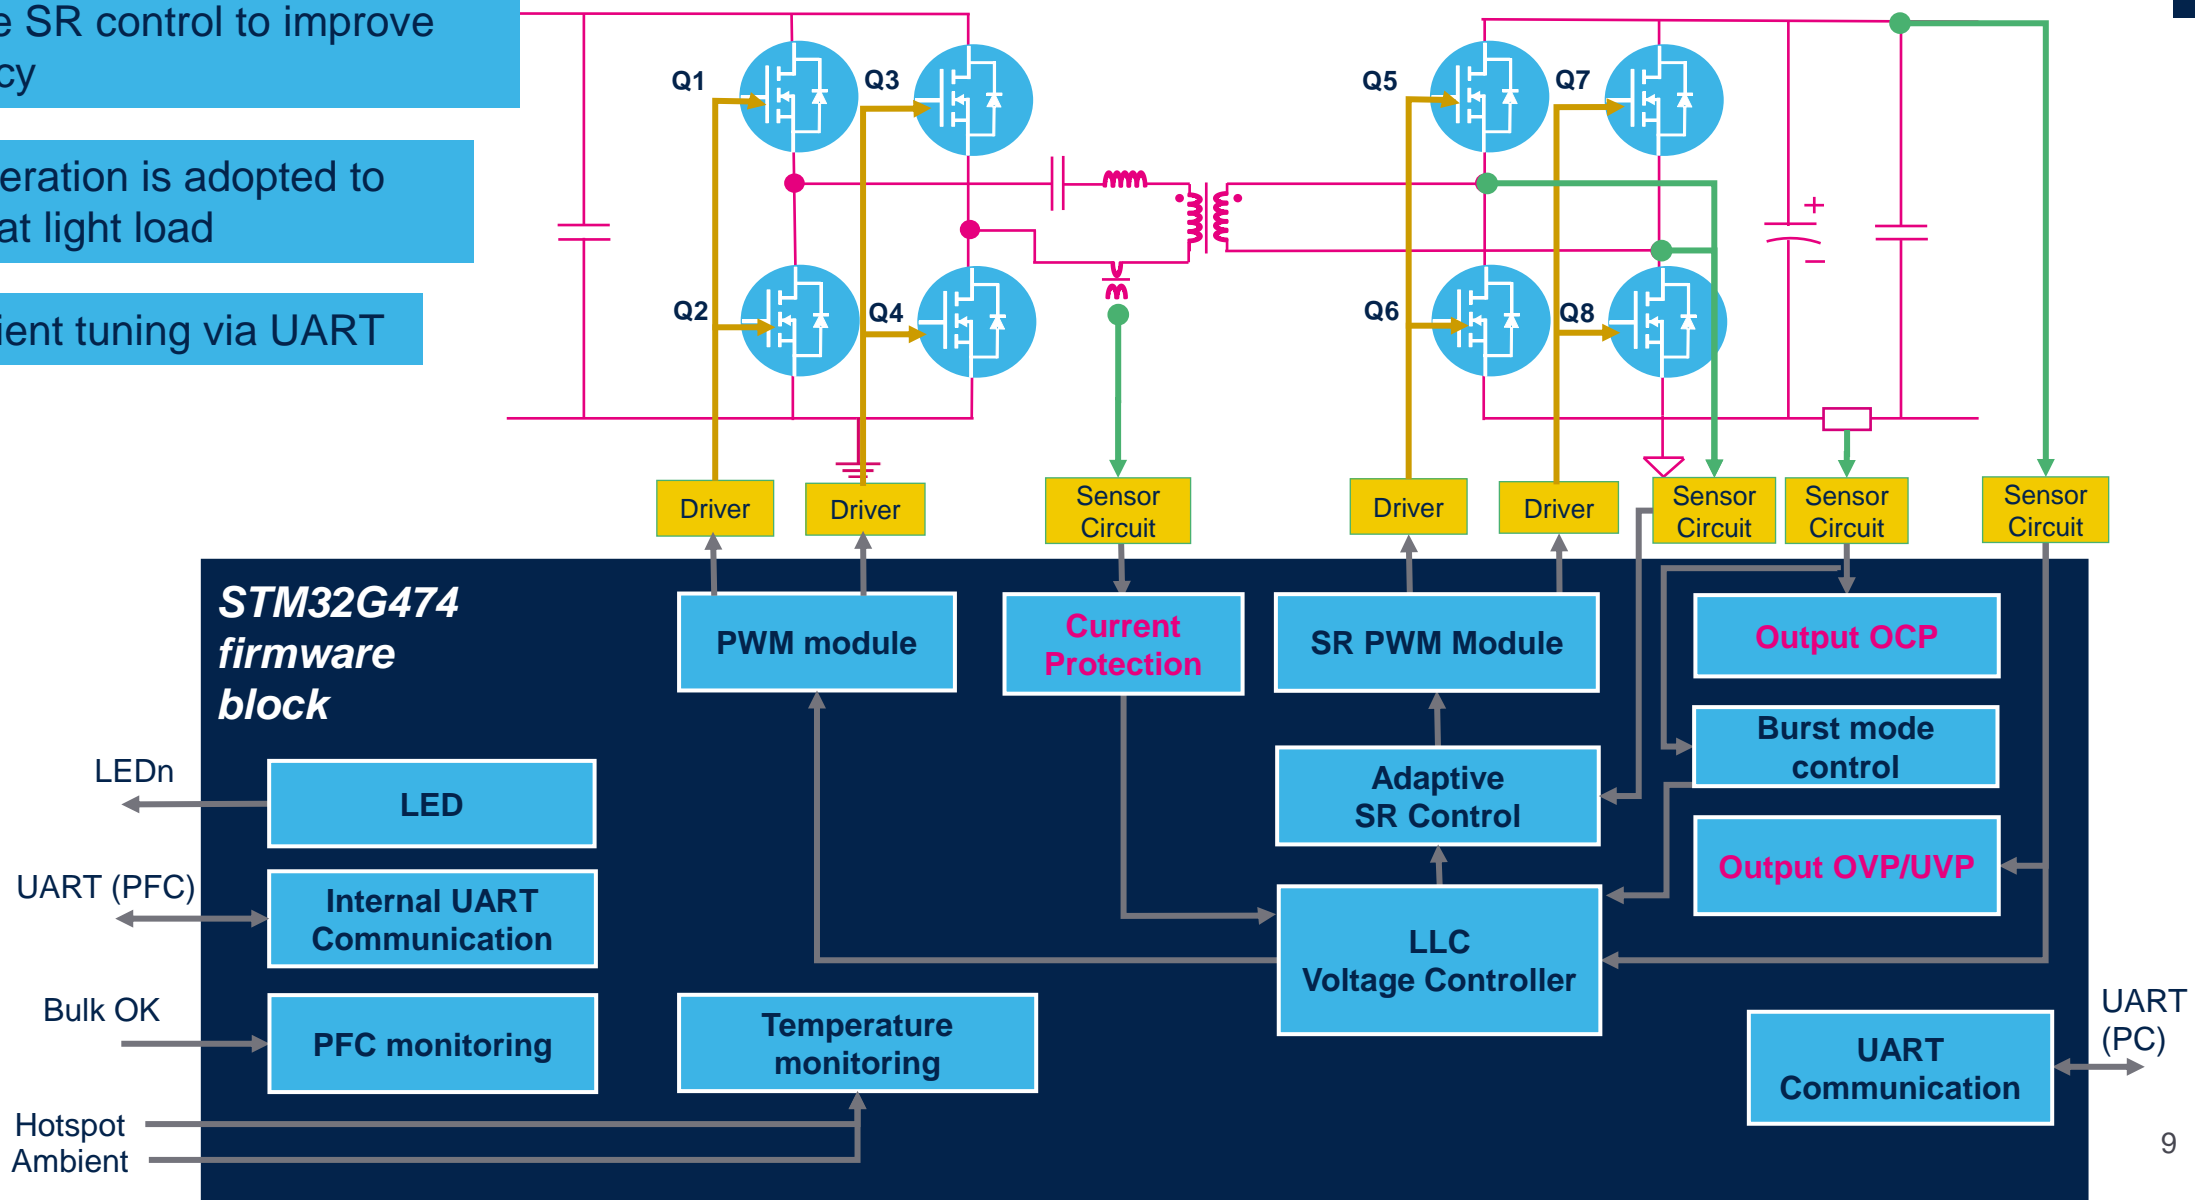 e SR control to improve
cy
eration is adopted to
at light load
ient tuning via UART
Q1
Q3
Q5
Q7
Q2
Q4
Q6
Q8
+
−
Driver
Driver
Sensor
Circuit
Driver
Driver
Sensor
Circuit
Sensor
Circuit
Sensor
Circuit
STM32G474
firmware
block
PWM module
Current
Protection
SR PWM Module
Output OCP
Burst mode
control
LEDn
LED
Adaptive
SR Control
Output OVP/UVP
UART (PFC)
Internal UART
Communication
LLC
Voltage Controller
Bulk OK
PFC monitoring
Temperature
monitoring
UART
Communication
UART
(PC)
Hotspot
Ambient
9